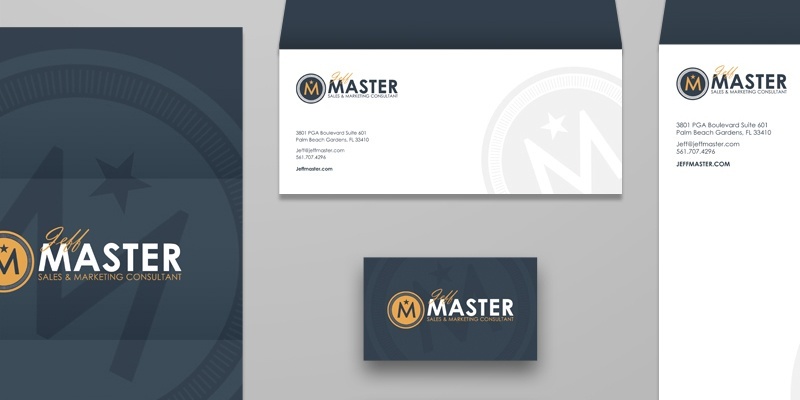 M
Jeff
MASTER
SALES & MARKETING CONSULTANT
M
Jeff
MASTER
SALES & MARKETING CONSULTANT
3801 PGA Boulevard Suite 601
Palm Beach Gardens, FL 33410
Jeff@jeffmaster.com
561.707.4296
Jeffmaster.com
M
M
Jeff
MASTER
SALES & MARKETING CONSULTANT
M
Jeff
MASTER
SALES & MARKETING CONSULTANT
3801 PGA Boulevard Suite 601
Palm Beach Gardens, FL 33410
Jeff@jeffmaster.com
561.707.4296
JEFFMASTER.COM